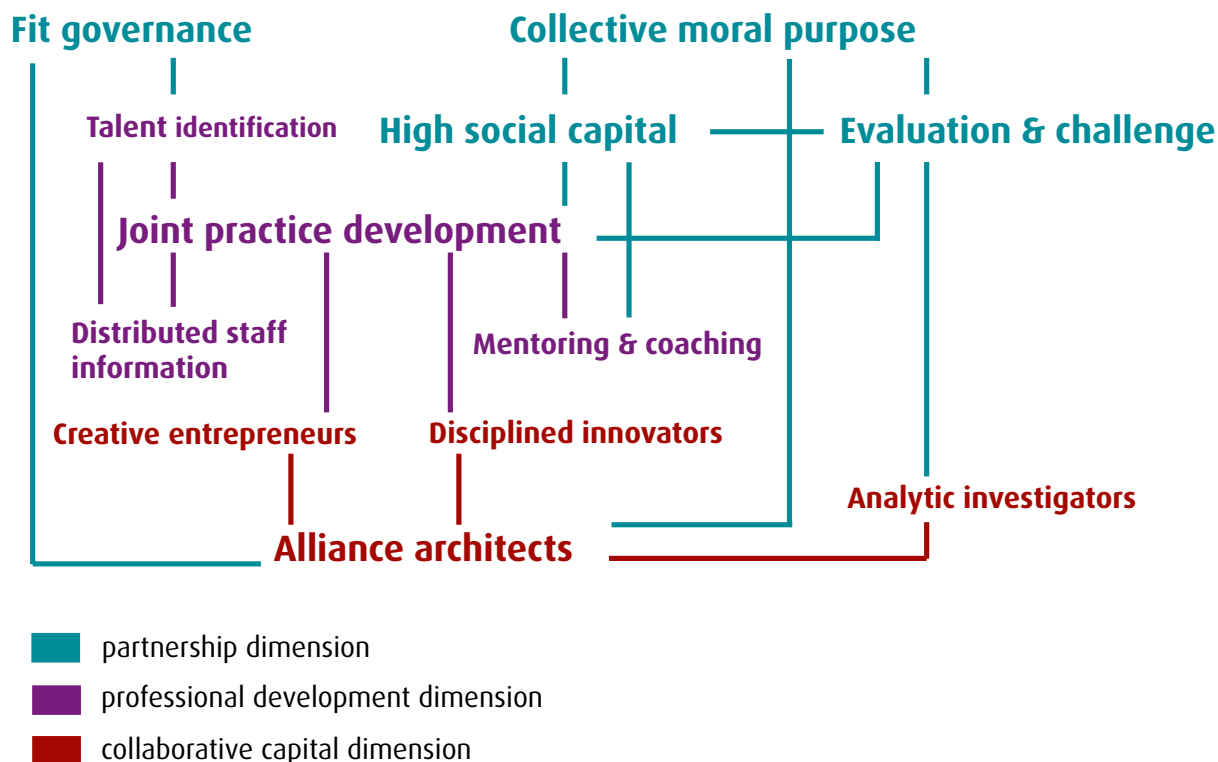 Fit governance
Collective moral purpose
Talent identification
High social capital
Evaluation & challenge
Joint practice development
Distributed staff
information
Mentoring & coaching
Creative entrepreneurs
Disciplined innovators
Analytic investigators
Alliance architects
partnership dimension
professional development dimension
collaborative capital dimension